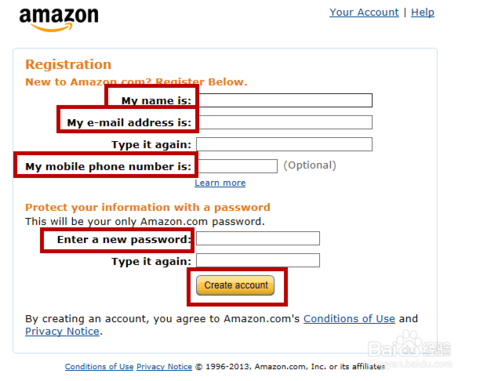 amazon
Your Account | Help
Registration
New to Amazon.com? Register Below.
My name is:
My e-mail address is:
Type it again:
My mobile phone number is: (Optional)
Learn more
Protect your information with a password
This will be your only Amazon.com password.
Enter a new password:
Type it again:
Create account
By creating an account, you agree to Amazon.com's Conditions of Use and
Privacy Notice.
Bai 百度 经验
Conditions of Use Privacy Notice © 1996-2013, Amazon.com, Inc. or its affiliates